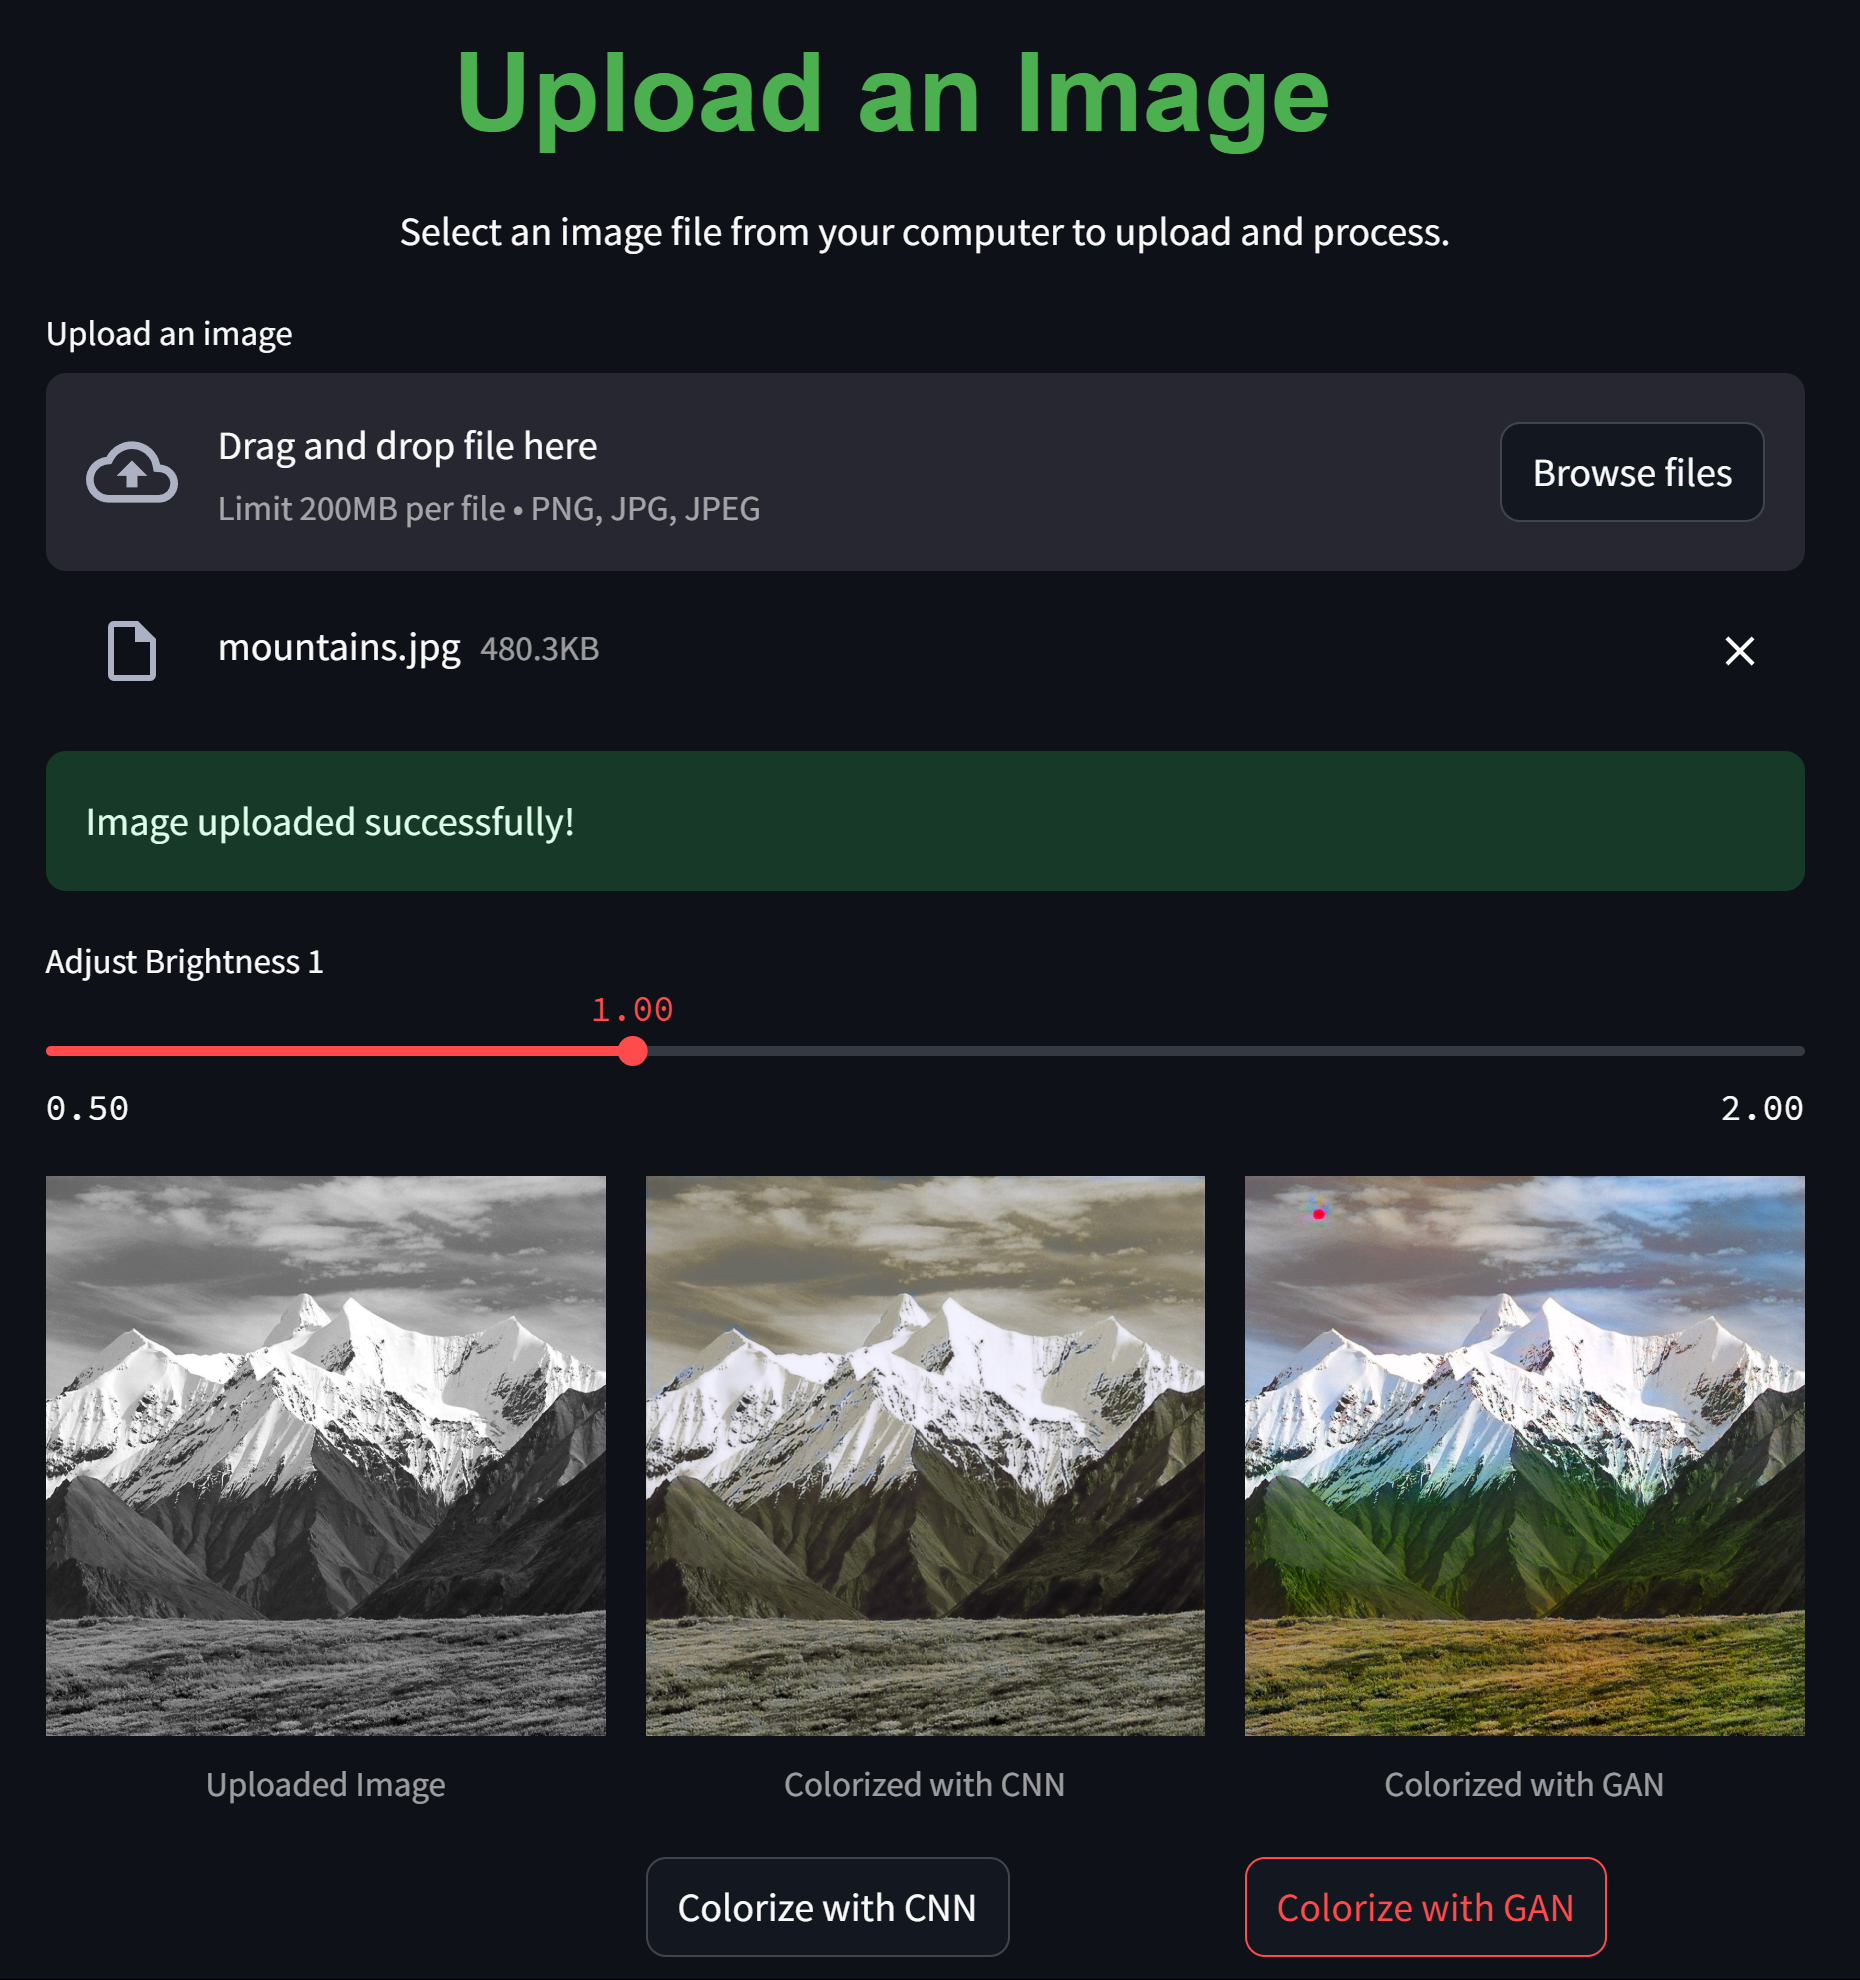 Upload an Image
Select an image file from your computer to upload and process.
Upload an image
Drag and drop file here
Limit 200MB per file • PNG, JPG, JPEG
Browse files
mountains.jpg 480.3KB
Image uploaded successfully!
Adjust Brightness 1
1.00
0.50
2.00
Uploaded Image
Colorized with CNN
Colorized with GAN
Colorize with CNN
Colorize with GAN